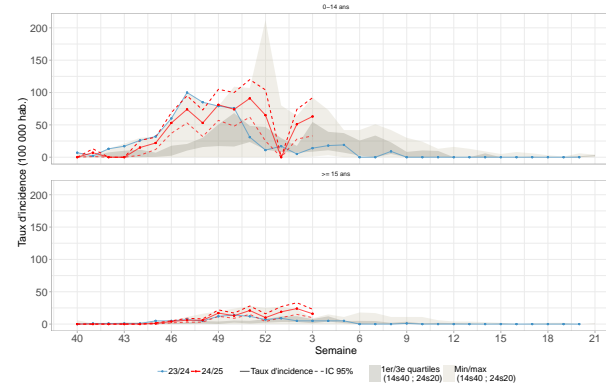 0−14 ans
200
150
100
50
0
>= 15 ans
200
150
100
50
0
Taux d'incidence (100 000 hab.)
40 43 46 49 52 3 6 9 12 15 18 21
Semaine
23/24 24/25 Taux d'incidence IC 95% 1er/3e quartiles Min/max
(14s40 ; 24s20) (14s40 ; 24s20)